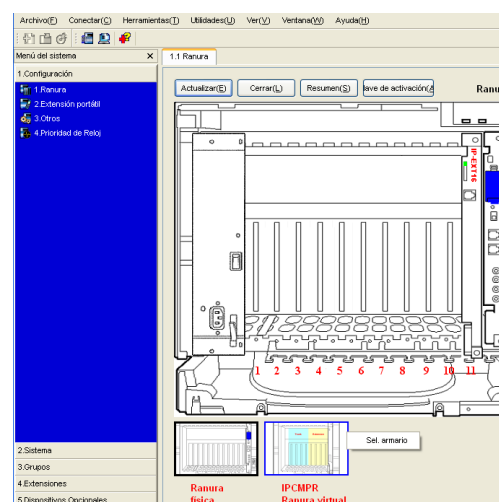 Archivo(F) Conectar(C) Herramientas(T) Utilidades(U) Ver(V) Ventana(W) Ayuda(H)
Menú del sistema X
1.1 Ranura
1.Configuración
1.Ranura
2.Extensión portátil
3.Otros
4.Prioridad de Reloj
Actualizar(E) Cerrar(L) Resumen(S) lave de activación(A
Ranu
IP-EXT16
1 2 3 4 5 6 7 8 9 10 11
Sel. armario
Ranura
física
IPCMPR
Ranura virtual
2.Sistema
3.Grupos
4.Extensiones
5.Dispositivos Opcionales